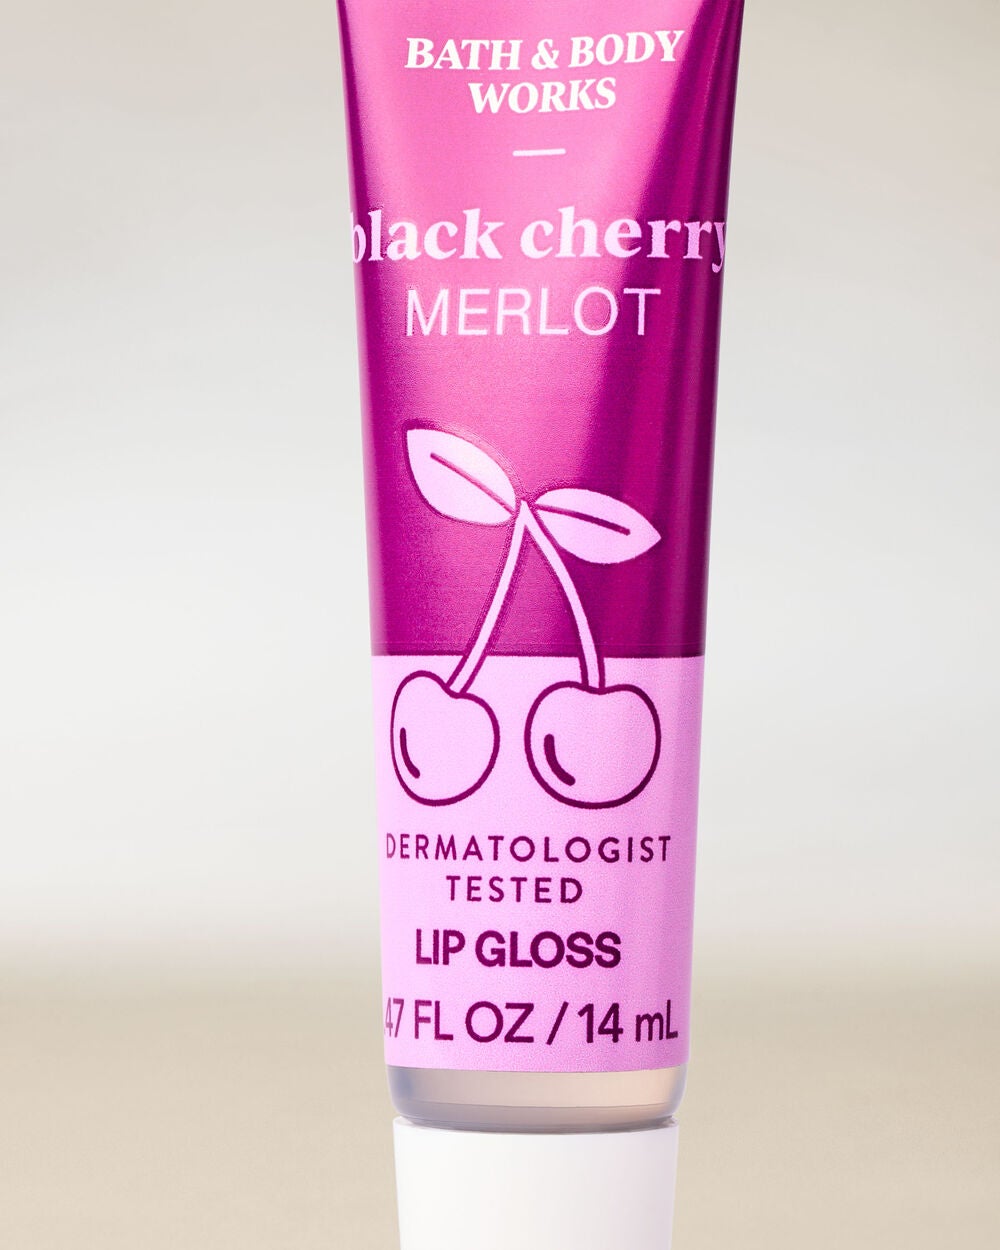 BATH & BODY
WORKS
black cherry
MERLOT
DERMATOLOGIST
TESTED
LIP GLOSS
.47 FL OZ / 14 mL